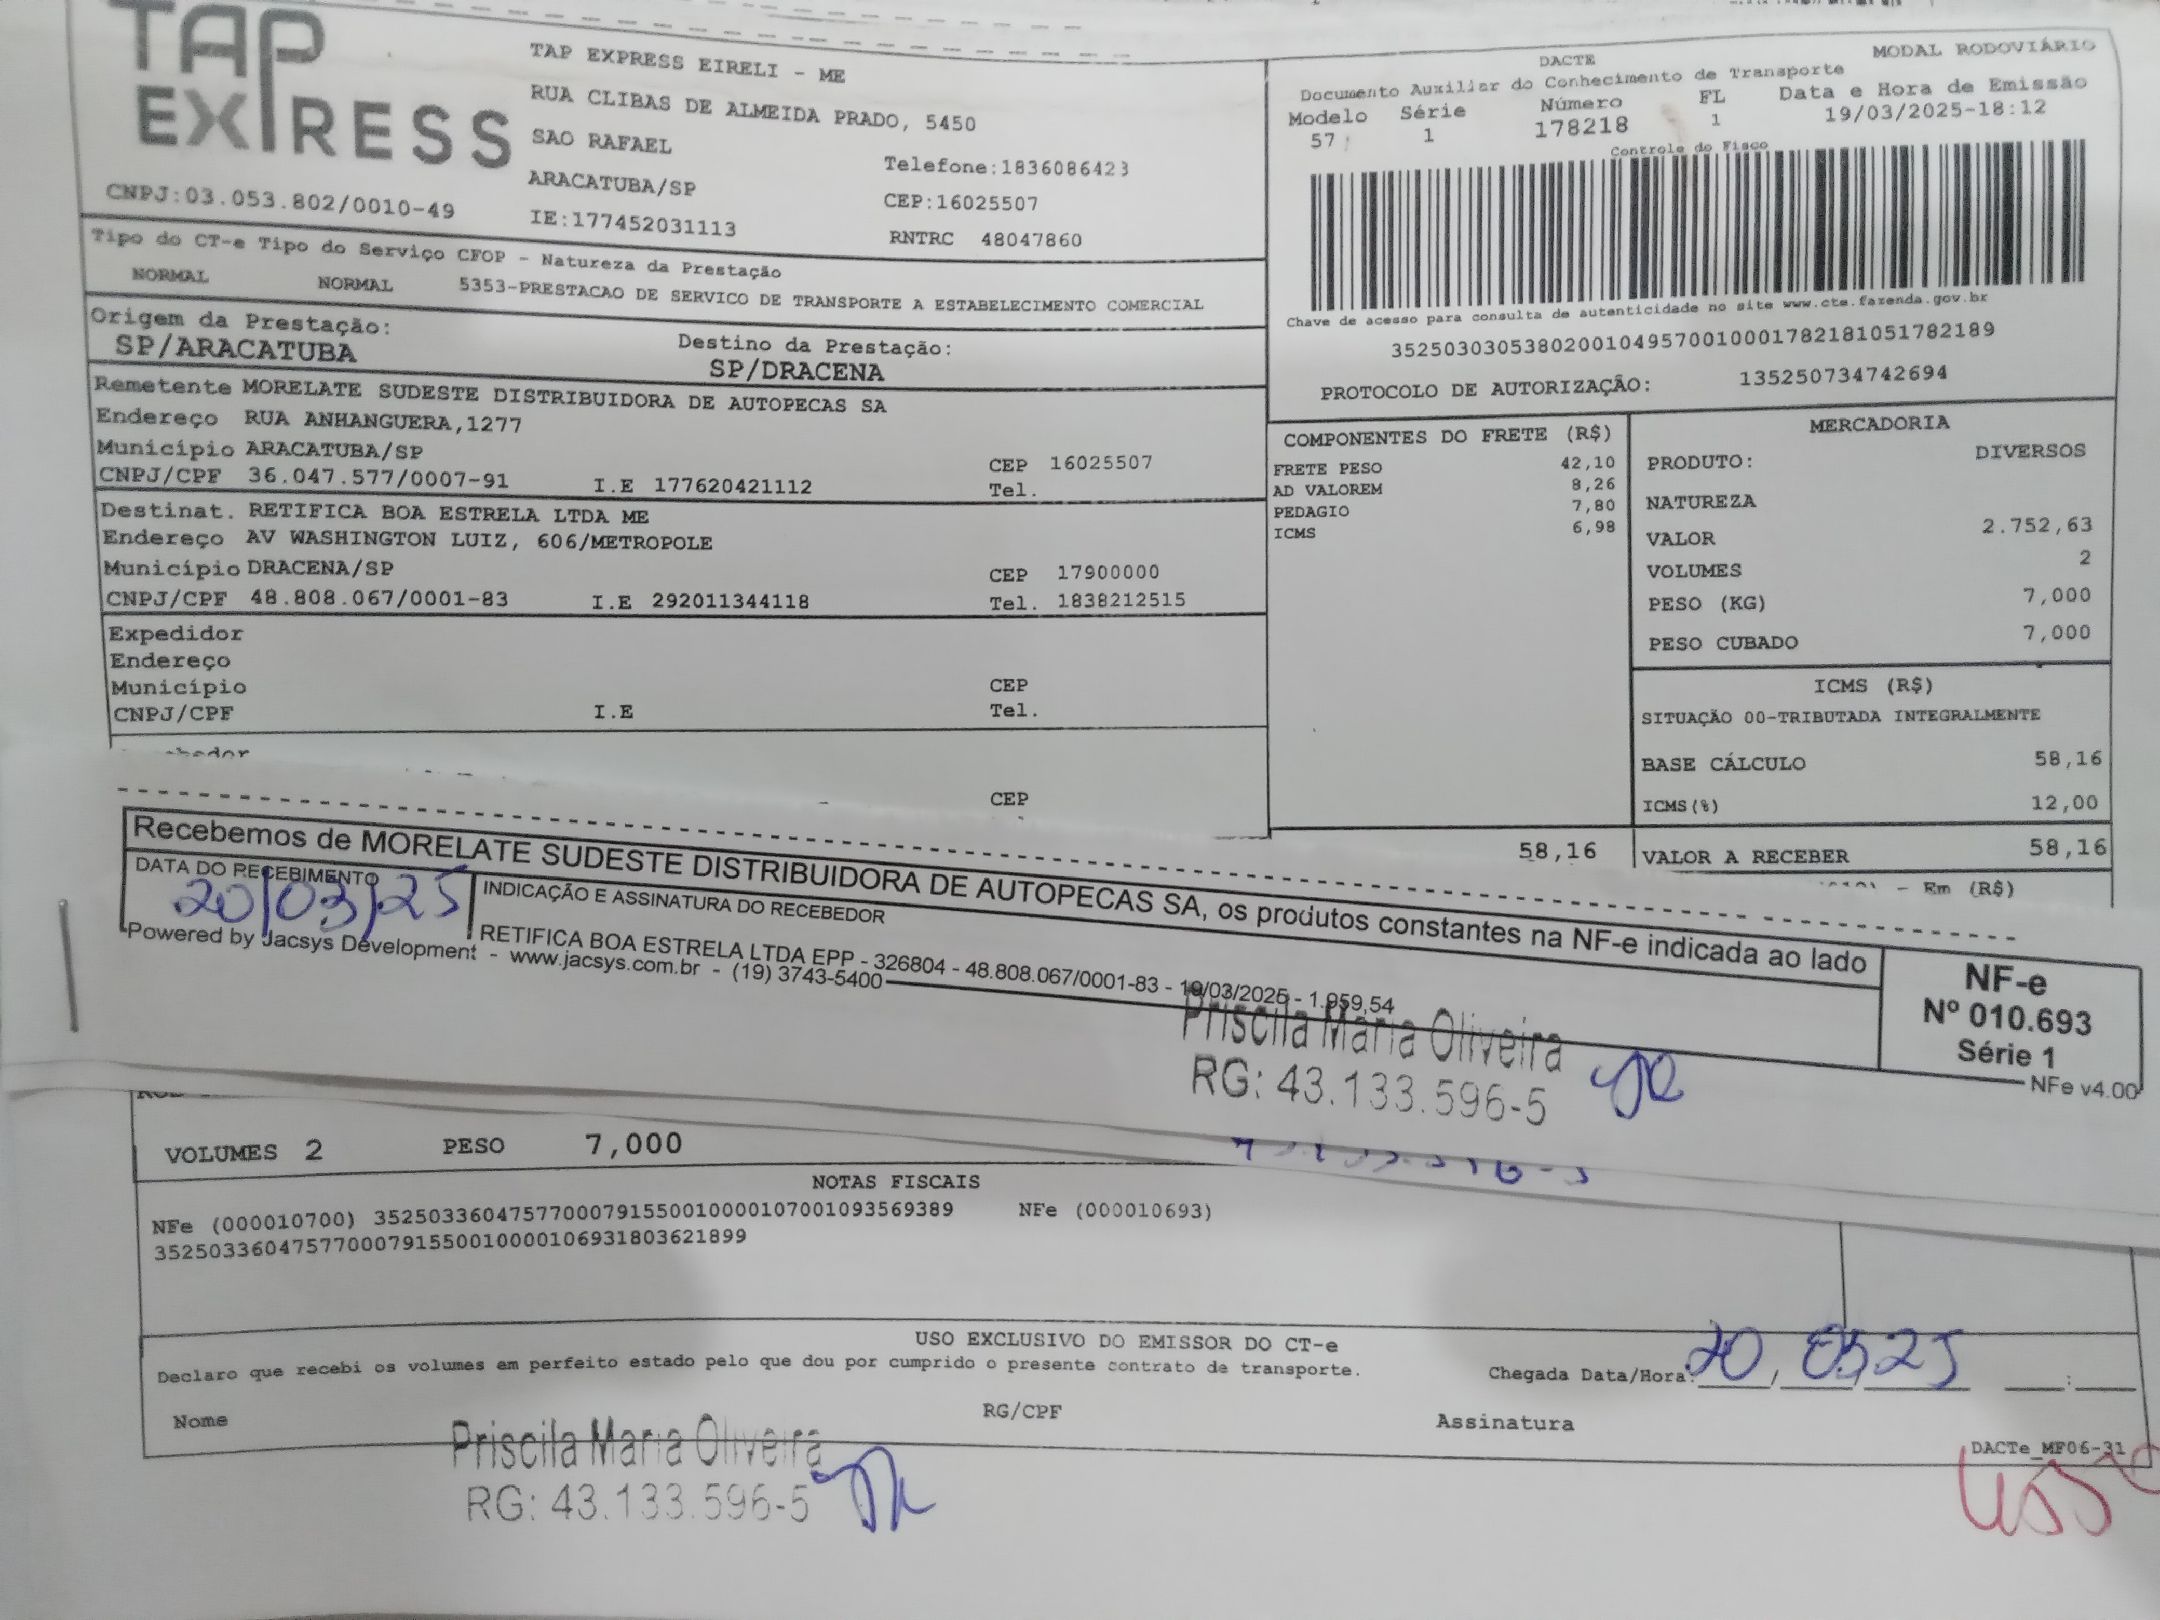 TAP
EXPRESS
CNPJ:03.053.802/0010-49
TAP EXPRESS EIRELI - ME
RUA CLIBAS DE ALMEIDA PRADO, 5450
SAO RAFAEL
ARACATUBA/SP
IE:177452031113
Telefone:1836086423
CEP:16025507
RNTRC 48047860
DACTE MODAL RODOVIÁRIO
Documento Auxiliar do Conhecimento de Transporte
Modelo Série Número FL Data e Hora de Emissão
57 1 178218 1 19/03/2025-18:12
Controle do Fisco
Chave de acesso para consulta de autenticidade no site www.cte.fazenda.gov.br
35250303053802001049570010001782181051782189
PROTOCOLO DE AUTORIZAÇÃO: 135250734742694
Tipo do CT-e Tipo do Serviço CFOP - Natureza da Prestação
NORMAL NORMAL 5353-PRESTACAO DE SERVICO DE TRANSPORTE A ESTABELECIMENTO COMERCIAL
Origem da Prestação: Destino da Prestação:
SP/ARACATUBA SP/DRACENA
Remetente MORELATE SUDESTE DISTRIBUIDORA DE AUTOPECAS SA
Endereço RUA ANHANGUERA,1277
Município ARACATUBA/SP CEP 16025507
CNPJ/CPF 36.047.577/0007-91 I.E 177620421112 Tel.
Destinat. RETIFICA BOA ESTRELA LTDA ME
Endereço AV WASHINGTON LUIZ, 606/METROPOLE
Município DRACENA/SP CEP 17900000
CNPJ/CPF 48.808.067/0001-83 I.E 292011344118 Tel. 1838212515
Expedidor
Endereço
Município CEP
CNPJ/CPF I.E Tel.
CEP
COMPONENTES DO FRETE (R$)
FRETE PESO 42,10
AD VALOREM 8,26
PEDAGIO 7,80
ICMS 6,98
58,16
MERCADORIA
PRODUTO: DIVERSOS
NATUREZA
VALOR 2.752,63
VOLUMES 2
PESO (KG) 7,000
PESO CUBADO 7,000
ICMS (R$)
SITUAÇÃO 00-TRIBUTADA INTEGRALMENTE
BASE CÁLCULO 58,16
ICMS(%) 12,00
VALOR A RECEBER 58,16
- Em (R$)
Recebemos de MORELATE SUDESTE DISTRIBUIDORA DE AUTOPECAS SA, os produtos constantes na NF-e indicada ao lado
DATA DO RECEBIMENTO
20/03/25
INDICAÇÃO E ASSINATURA DO RECEBEDOR
RETIFICA BOA ESTRELA LTDA EPP - 326804 - 48.808.067/0001-83 - 19/03/2025 - 1.959,54
Powered by Jacsys Development - www.jacsys.com.br - (19) 3743-5400
NF-e
Nº 010.693
Série 1
NFe v4.00
Priscila Maria Oliveira
RG: 43.133.596-5
VOLUMES 2 PESO 7,000
NOTAS FISCAIS
NFe (000010700) 35250336047577000791550010000107001093569389 NFe (000010693)
35250336047577000791550010000106931803621899
USO EXCLUSIVO DO EMISSOR DO CT-e
Declaro que recebi os volumes em perfeito estado pelo que dou por cumprido o presente contrato de transporte.
Chegada Data/Hora: 20/03/25
Nome RG/CPF Assinatura
DACTe_MF06-31
Priscila Maria Oliveira
RG: 43.133.596-5